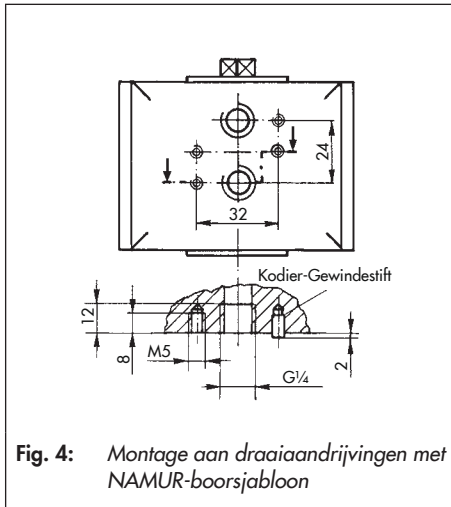 24
32
Kodier-Gewindestift
12
8
M5
G¼
2
Fig. 4: Montage aan draaiaandrijvingen met
NAMUR-boorsjabloon